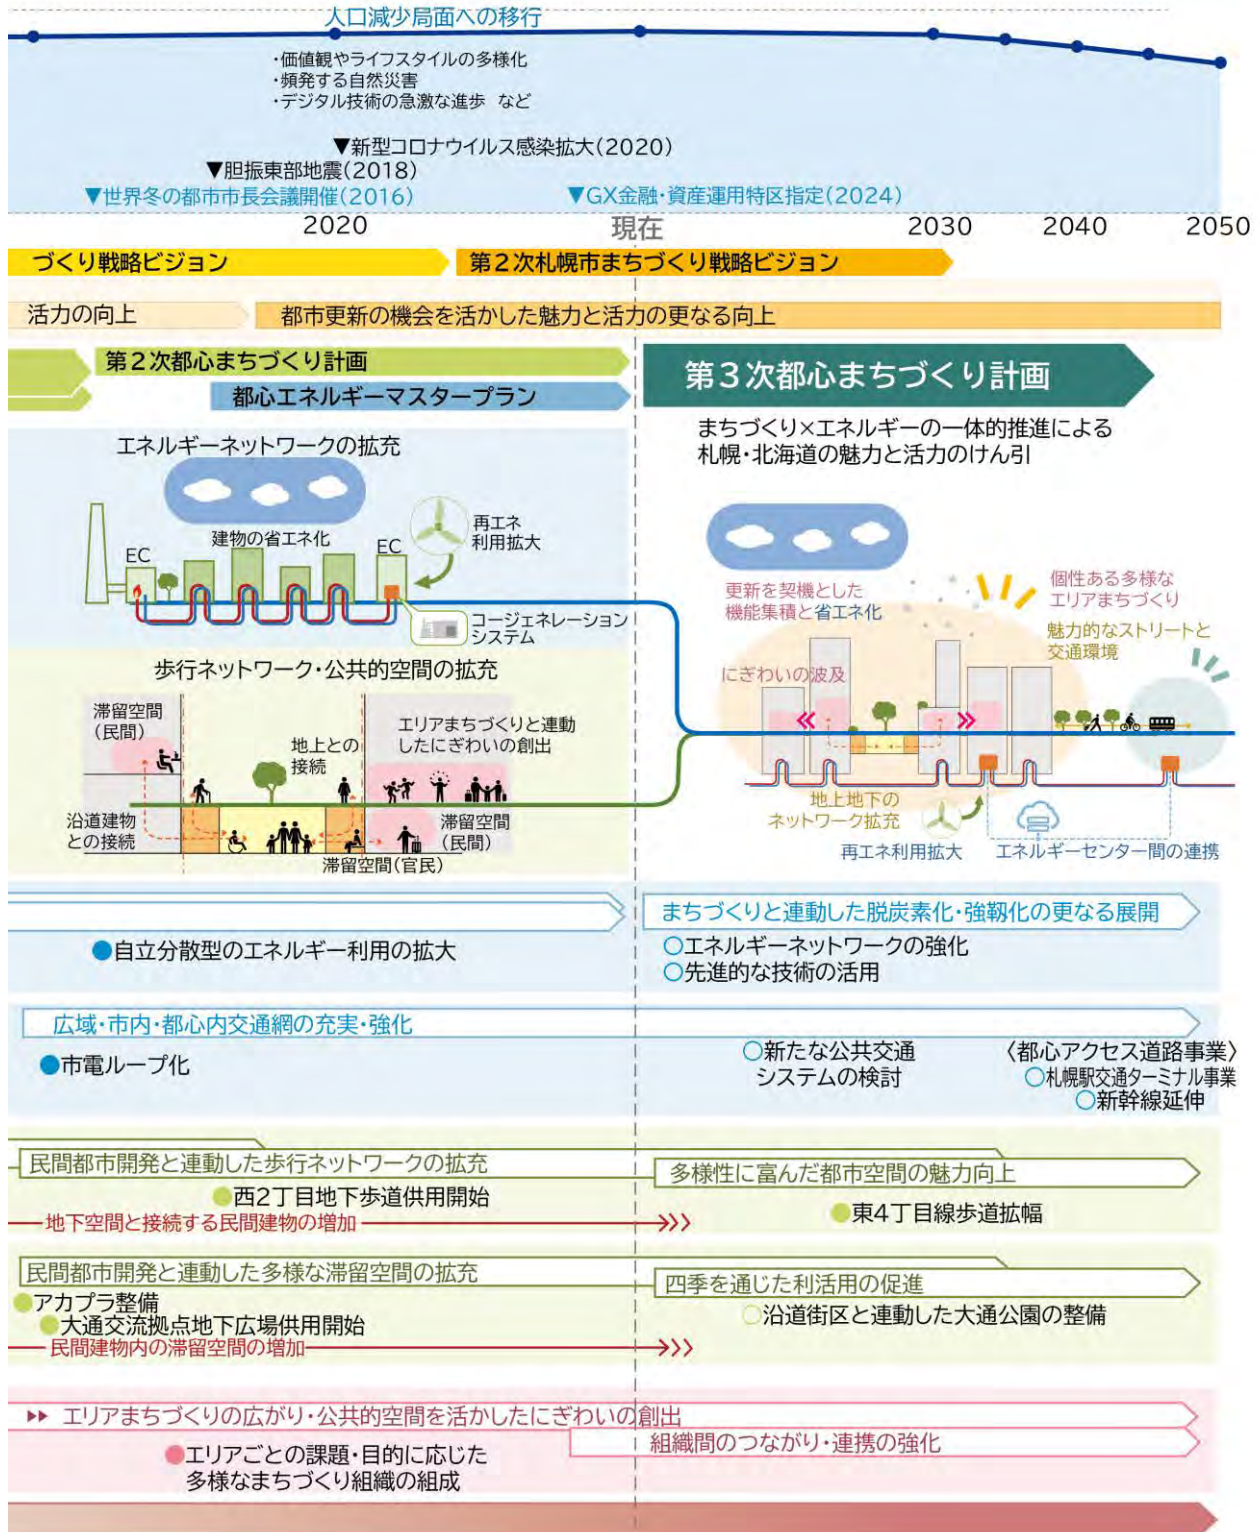 人口減少局面への移行
・価値観やライフスタイルの多様化
・頻発する自然災害
・デジタル技術の急激な進歩 など
▼新型コロナウイルス感染拡大(2020)
▼胆振東部地震(2018)
▼世界冬の都市市長会議開催(2016)
▼GX金融・資産運用特区指定(2024)
2020
現在
2030
2040
2050
づくり戦略ビジョン
第2次札幌市まちづくり戦略ビジョン
活力の向上
都市更新の機会を活かした魅力と活力の更なる向上
第2次都心まちづくり計画
都心エネルギーマスタープラン
第3次都心まちづくり計画
まちづくり×エネルギーの一体的推進による
札幌・北海道の魅力と活力のけん引
エネルギーネットワークの拡充
建物の省エネ化
EC
EC
再エネ
利用拡大
コージェネレーション
システム
歩行ネットワーク・公共的空間の拡充
滞留空間
(民間)
地上との
接続
エリアまちづくりと連動
したにぎわいの創出
沿道建物
との接続
滞留空間
(民間)
滞留空間(官民)
更新を契機とした
機能集積と省エネ化
個性ある多様な
エリアまちづくり
魅力的なストリートと
交通環境
にぎわいの波及
地上地下の
ネットワーク拡充
再エネ利用拡大
エネルギーセンター間の連携
まちづくりと連動した脱炭素化・強靱化の更なる展開
●自立分散型のエネルギー利用の拡大
○エネルギーネットワークの強化
○先進的な技術の活用
広域・市内・都心内交通網の充実・強化
●市電ループ化
○新たな公共交通
システムの検討
〈都心アクセス道路事業〉
○札幌駅交通ターミナル事業
○新幹線延伸
民間都市開発と連動した歩行ネットワークの拡充
多様性に富んだ都市空間の魅力向上
●西2丁目地下歩道供用開始
地下空間と接続する民間建物の増加
●東4丁目線歩道拡幅
民間都市開発と連動した多様な滞留空間の拡充
四季を通じた利活用の促進
●アカプラ整備
●大通交流拠点地下広場供用開始
民間建物内の滞留空間の増加
○沿道街区と連動した大通公園の整備
エリアまちづくりの広がり・公共的空間を活かしたにぎわいの創出
組織間のつながり・連携の強化
●エリアごとの課題・目的に応じた
多様なまちづくり組織の組成